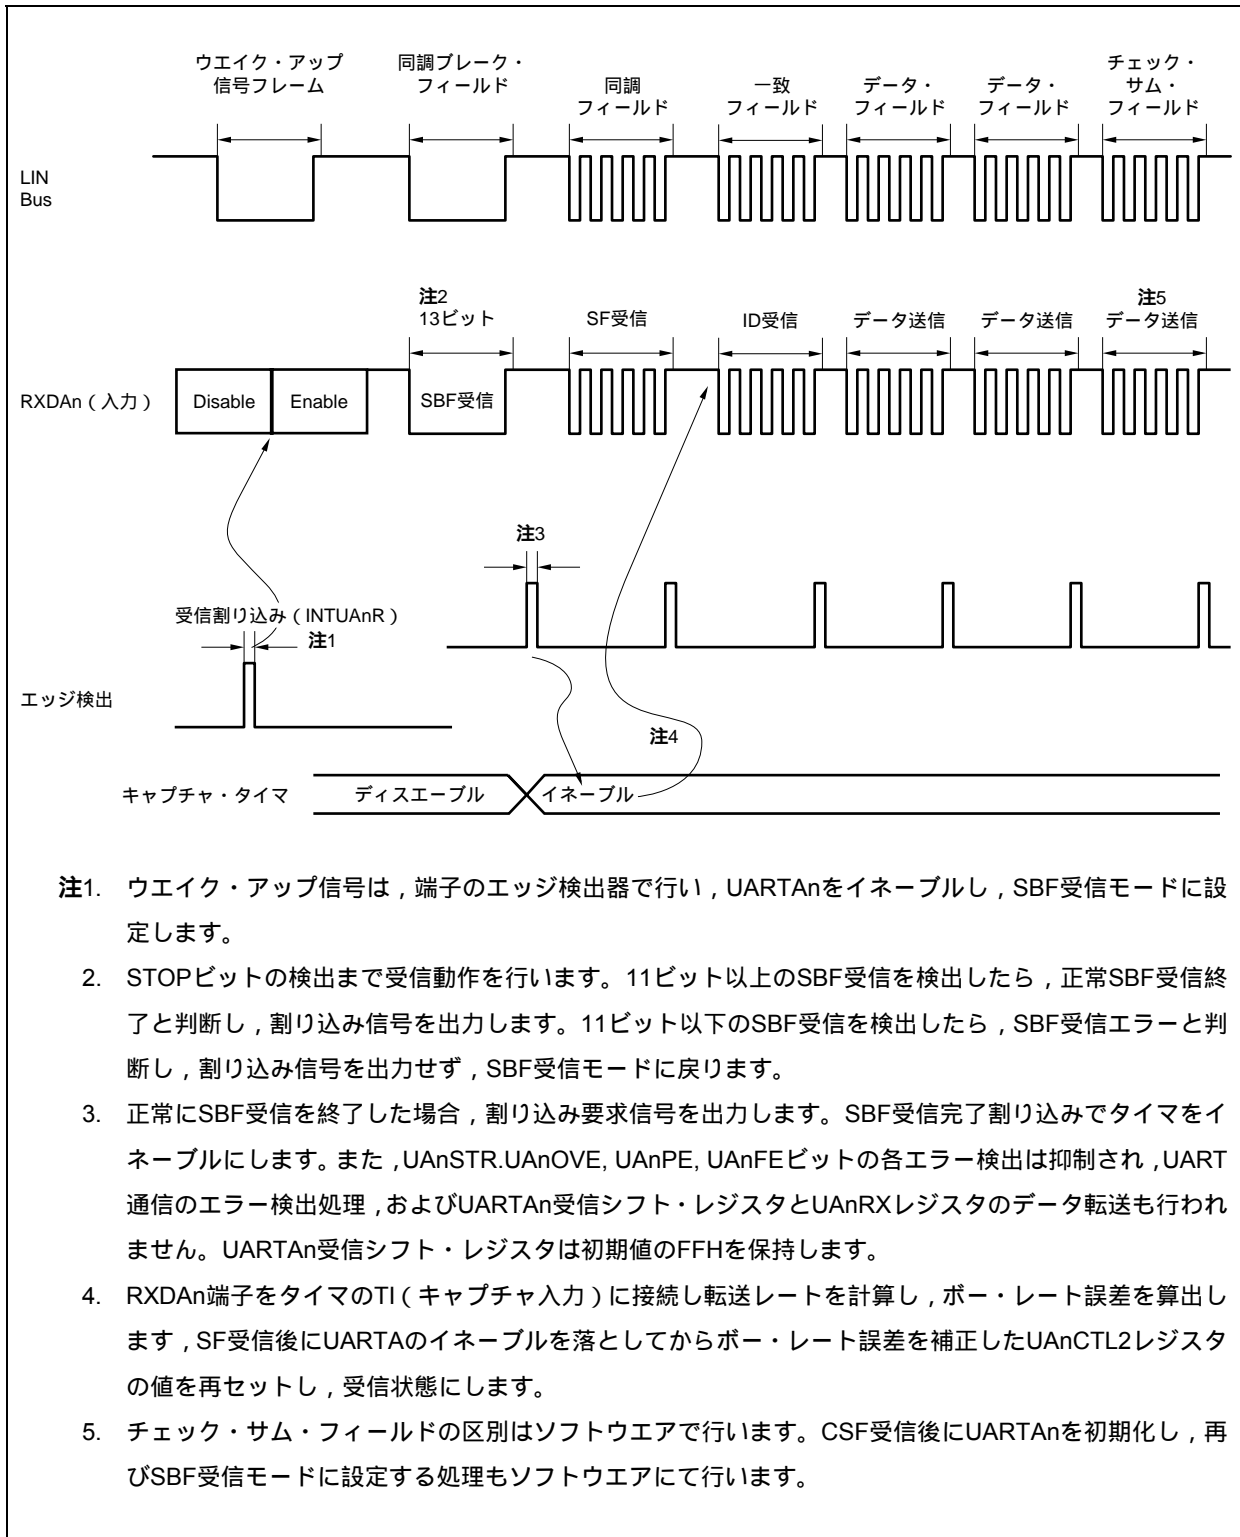 ウエイク・アップ
信号フレーム
同調ブレーク・
フィールド
同調
フィールド
一致
フィールド
データ・
フィールド
データ・
フィールド
チェック・
サム・
フィールド
LIN
Bus
注2
13ビット
SF受信
ID受信
データ送信
データ送信
注5
データ送信
RXDAn(入力)
Disable
Enable
SBF受信
注3
受信割り込み(INTUAnR)
注1
エッジ検出
注4
キャプチャ・タイマ
ディスエーブル
イネーブル
注1. ウエイク・アップ信号は,端子のエッジ検出器で行い,UARTAnをイネーブルし,SBF受信モードに設
定します。
2. STOPビットの検出まで受信動作を行います。11ビット以上のSBF受信を検出したら,正常SBF受信終
了と判断し,割り込み信号を出力します。11ビット以下のSBF受信を検出したら,SBF受信エラーと判
断し,割り込み信号を出力せず,SBF受信モードに戻ります。
3. 正常にSBF受信を終了した場合,割り込み要求信号を出力します。SBF受信完了割り込みでタイマをイ
ネーブルにします。また,UAnSTR.UAnOVE, UAnPE, UAnFEビットの各エラー検出は抑制され,UART
通信のエラー検出処理,およびUARTAn受信シフト・レジスタとUAnRXレジスタのデータ転送も行われ
ません。UARTAn受信シフト・レジスタは初期値のFFHを保持します。
4. RXDAn端子をタイマのTI(キャプチャ入力)に接続し転送レートを計算し,ボー・レート誤差を算出し
ます,SF受信後にUARTAのイネーブルを落としてからボー・レート誤差を補正したUAnCTL2レジスタ
の値を再セットし,受信状態にします。
5. チェック・サム・フィールドの区別はソフトウエアで行います。CSF受信後にUARTAnを初期化し,再
びSBF受信モードに設定する処理もソフトウエアにて行います。